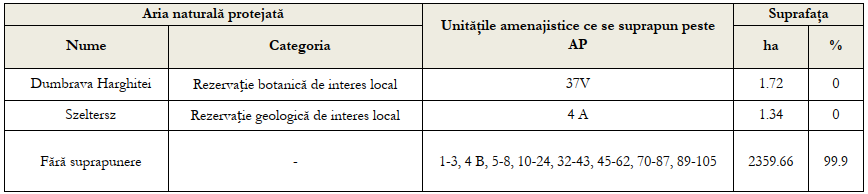 Aria naturală protejată
Unitățile amenajistice ce se suprapun peste AP
Suprafața
Nume
Categoria
ha
%
Dumbrava Harghitei
Rezervație botanică de interes local
37V
1.72
0
Szeltersz
Rezervație geologică de interes local
4 A
1.34
0
Fără suprapunere
-
1-3, 4 B, 5-8, 10-24, 32-43, 45-62, 70-87, 89-105
2359.66
99.9